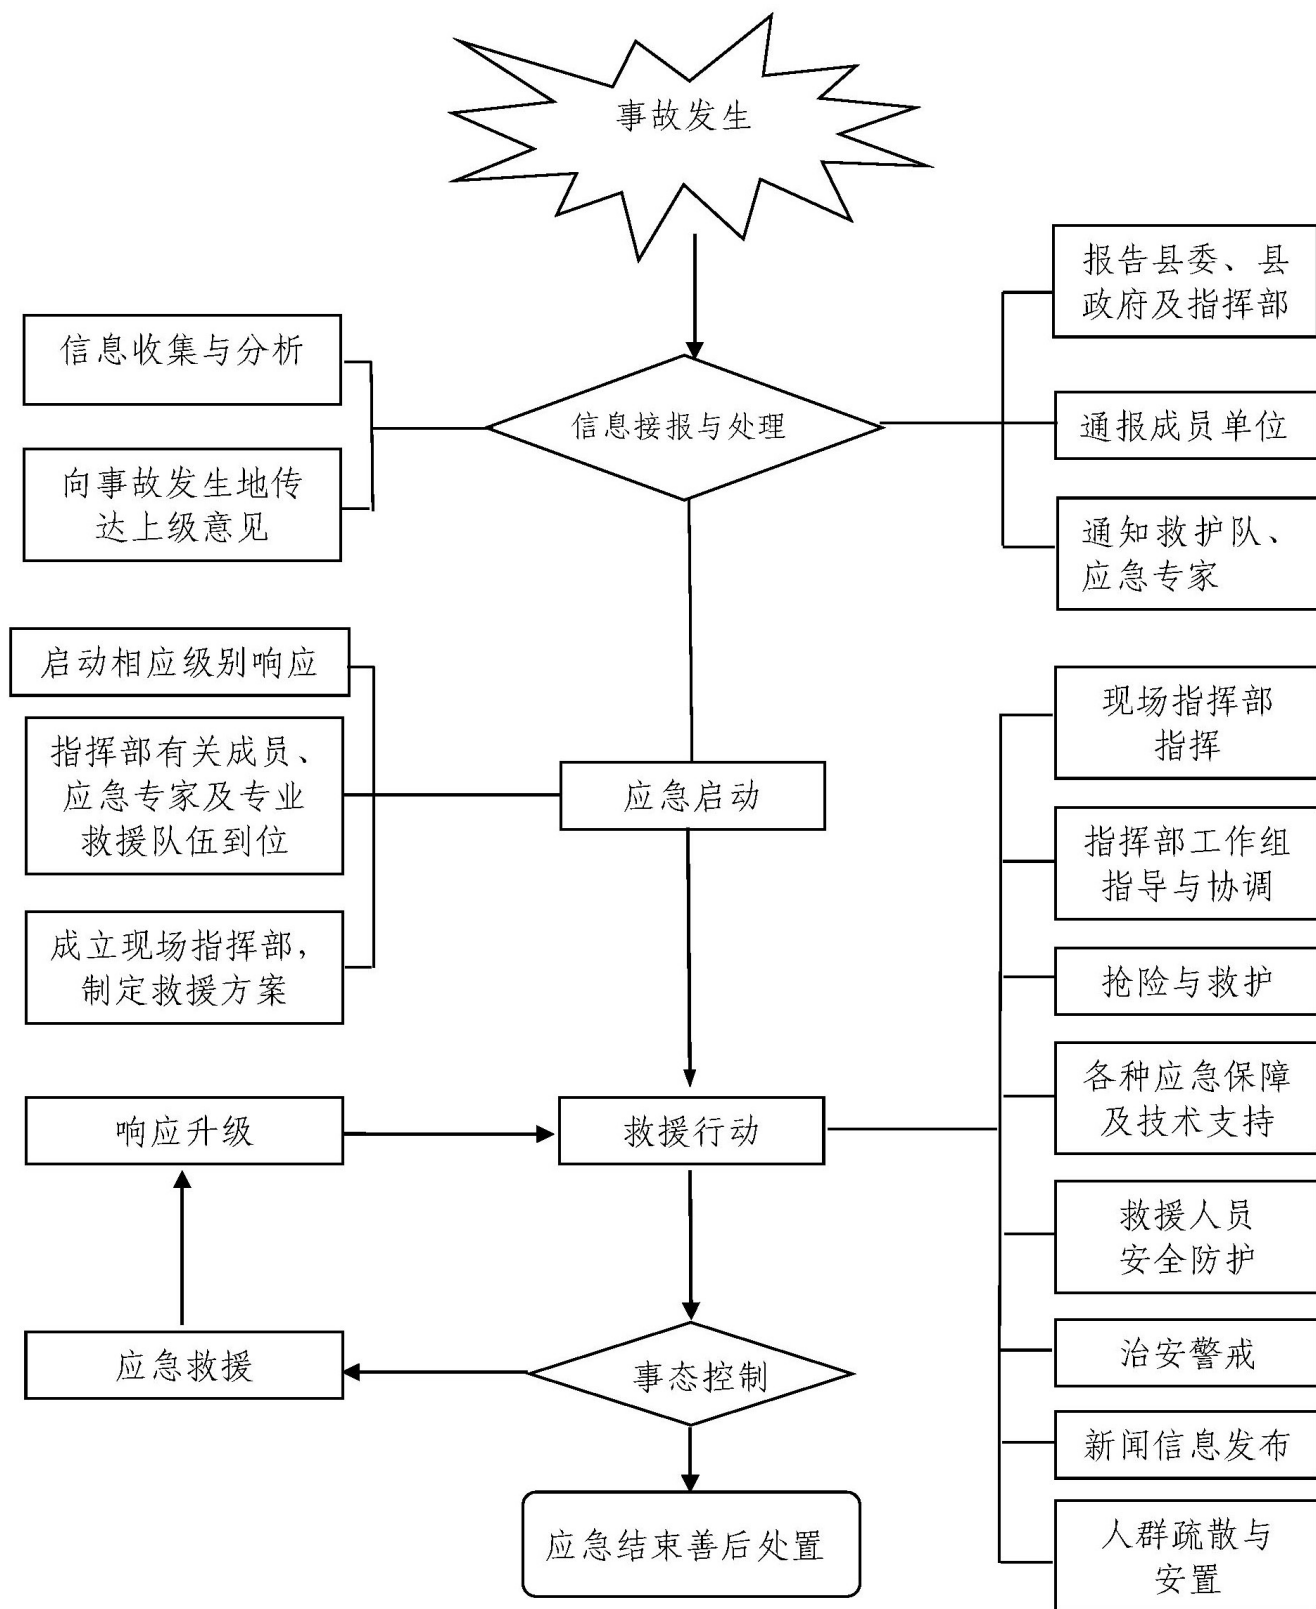 事故发生
报告县委、县
政府及指挥部
信息收集与分析
信息接报与处理
通报成员单位
向事故发生地传
达上级意见
通知救护队、
应急专家
启动相应级别响应
指挥部有关成员、
应急专家及专业
救援队伍到位
应急启动
成立现场指挥部，
制定救援方案
现场指挥部
指挥
指挥部工作组
指导与协调
抢险与救护
各种应急保障
及技术支持
响应升级
救援行动
救援人员
安全防护
应急救援
事态控制
治安警戒
新闻信息发布
应急结束善后处置
人群疏散与
安置